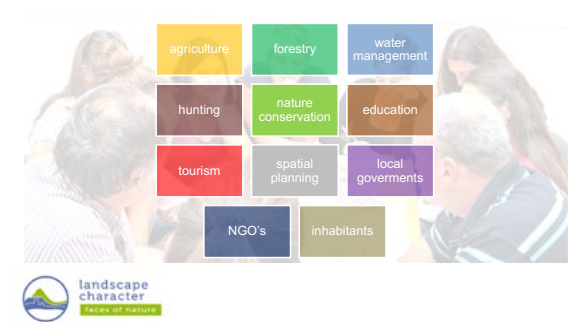 agriculture
forestry
water
management
hunting
nature
conservation
education
tourism
spatial
planning
local
goverments
NGO's
inhabitants
landscape
character
faces of nature